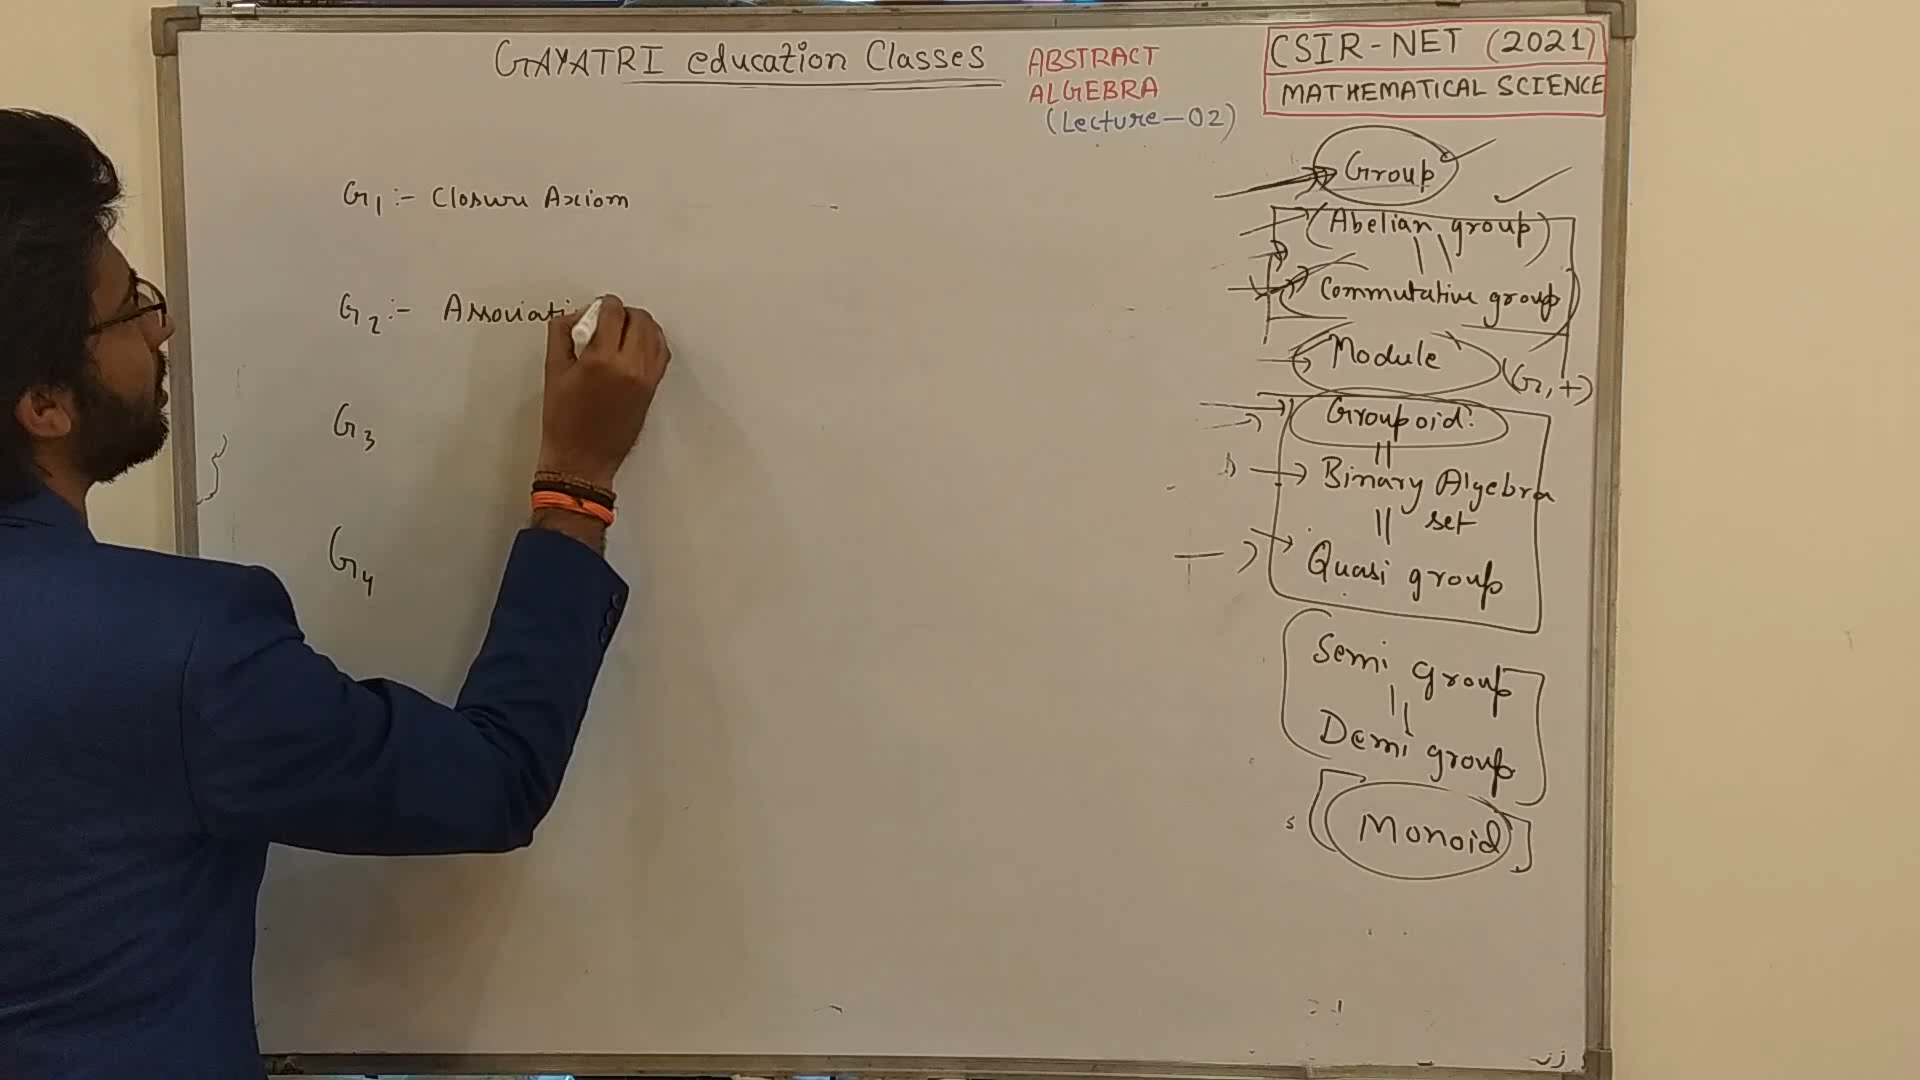 GAYATRI education Classes
ABSTRACT
ALGEBRA
(Lecture-02)
CSIR-NET (2021)
MATHEMATICAL SCIENCE
G1 :- Closure Axiom
G2 :- Associati
G3
G4
Group
(Abelian group)
Commutative group
Module
(G, +)
Groupoid.
Binary Algebra
set
Quasi group
Semi group
Demi group
Monoid